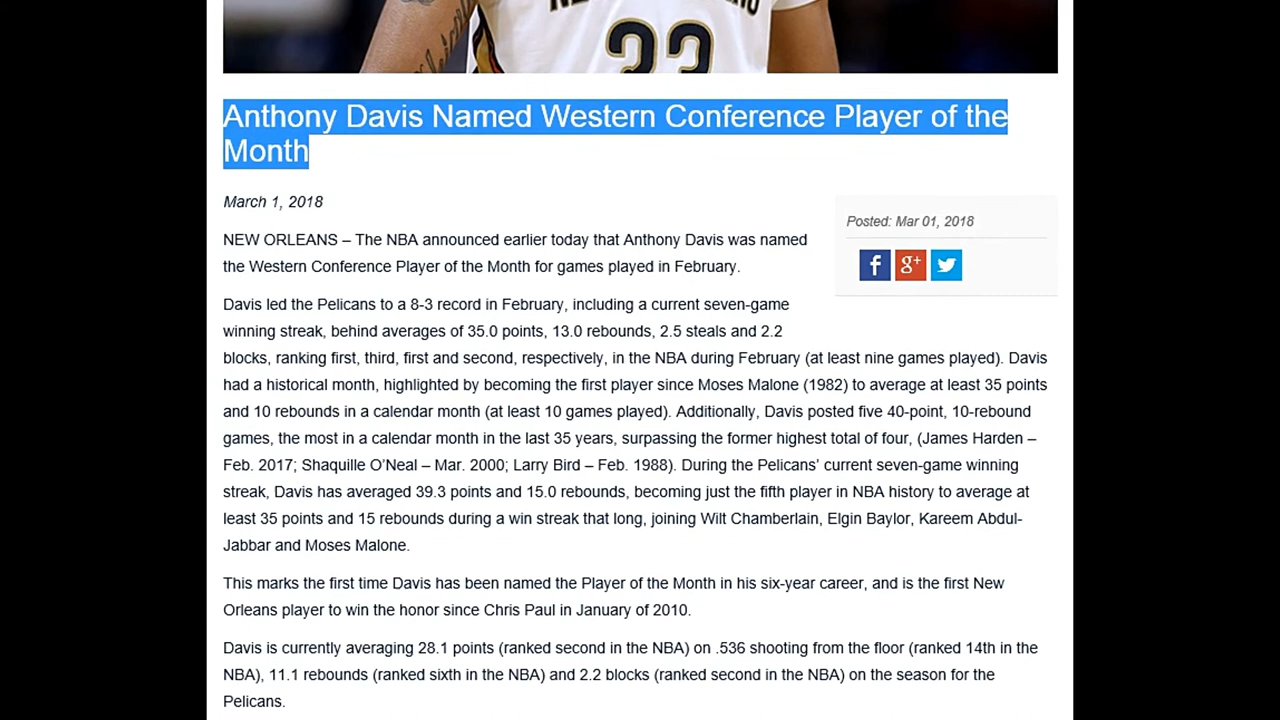 33
Anthony Davis Named Western Conference Player of the
Month
March 1, 2018
Posted: Mar 01, 2018
NEW ORLEANS – The NBA announced earlier today that Anthony Davis was named
the Western Conference Player of the Month for games played in February.
Davis led the Pelicans to a 8-3 record in February, including a current seven-game
winning streak, behind averages of 35.0 points, 13.0 rebounds, 2.5 steals and 2.2
blocks, ranking first, third, first and second, respectively, in the NBA during February (at least nine games played). Davis
had a historical month, highlighted by becoming the first player since Moses Malone (1982) to average at least 35 points
and 10 rebounds in a calendar month (at least 10 games played). Additionally, Davis posted five 40-point, 10-rebound
games, the most in a calendar month in the last 35 years, surpassing the former highest total of four, (James Harden –
Feb. 2017; Shaquille O’Neal – Mar. 2000; Larry Bird – Feb. 1988). During the Pelicans’ current seven-game winning
streak, Davis has averaged 39.3 points and 15.0 rebounds, becoming just the fifth player in NBA history to average at
least 35 points and 15 rebounds during a win streak that long, joining Wilt Chamberlain, Elgin Baylor, Kareem Abdul-
Jabbar and Moses Malone.
This marks the first time Davis has been named the Player of the Month in his six-year career, and is the first New
Orleans player to win the honor since Chris Paul in January of 2010.
Davis is currently averaging 28.1 points (ranked second in the NBA) on .536 shooting from the floor (ranked 14th in the
NBA), 11.1 rebounds (ranked sixth in the NBA) and 2.2 blocks (ranked second in the NBA) on the season for the
Pelicans.